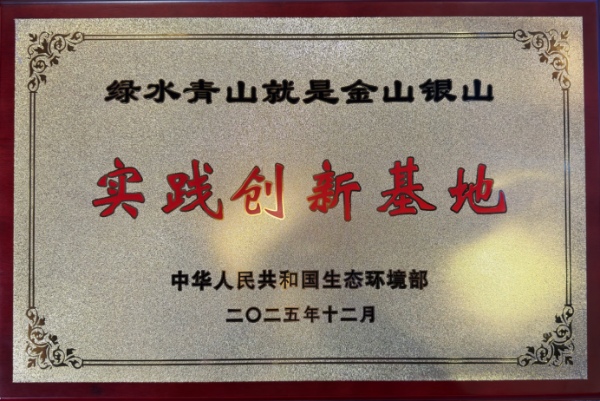 绿水青山就是金山银山
实践创新基地
中华人民共和国生态环境部
二〇二五年十二月